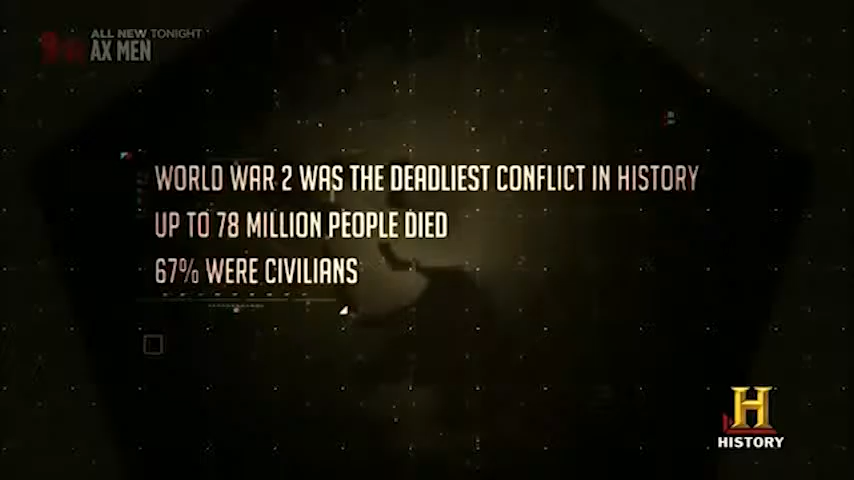 ALL NEW TONIGHT
AX MEN
WORLD WAR 2 WAS THE DEADLIEST CONFLICT IN HISTORY
UP TO 78 MILLION PEOPLE DIED
67% WERE CIVILIANS
H
HISTORY